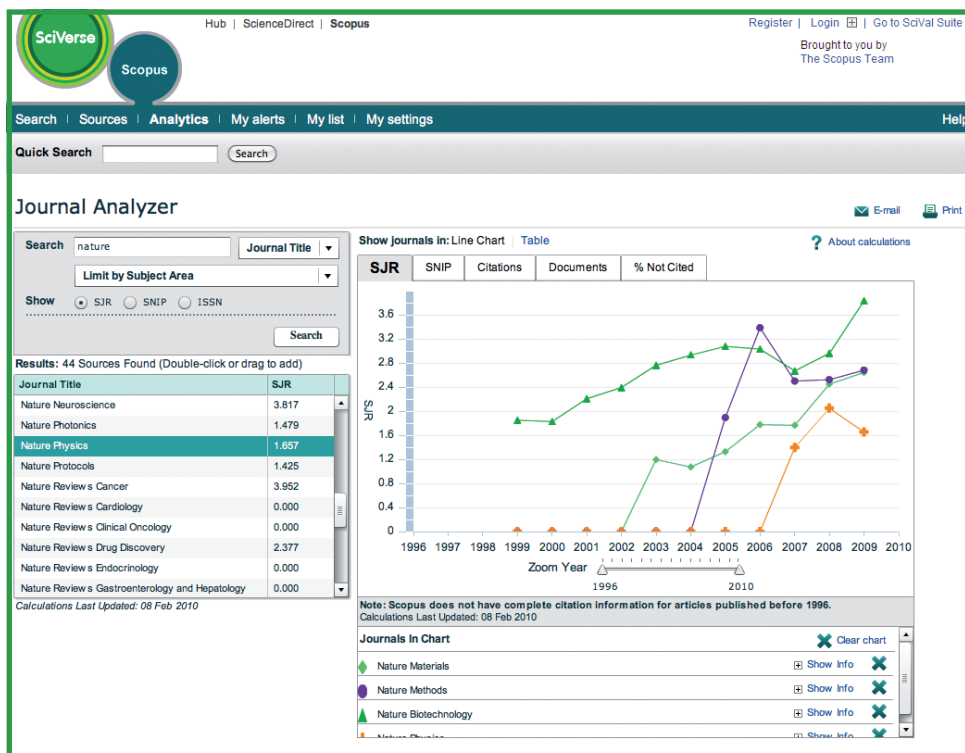 SciVerse
Scopus
Hub | ScienceDirect | Scopus
Register | Login | Go to SciVal Suite
Brought to you by
The Scopus Team
Search | Sources | Analytics | My alerts | My list | My settings
Help
Quick Search
Search
Journal Analyzer
E-mail
Print
Search nature Journal Title
Limit by Subject Area
Show SJR SNIP ISSN
Search
Results: 44 Sources Found (Double-click or drag to add)
Journal Title SJR
Nature Neuroscience 3.817
Nature Photonics 1.479
Nature Physics 1.657
Nature Protocols 1.425
Nature Reviews Cancer 3.952
Nature Reviews Cardiology 0.000
Nature Reviews Clinical Oncology 0.000
Nature Reviews Drug Discovery 2.377
Nature Reviews Endocrinology 0.000
Nature Reviews Gastroenterology and Hepatology 0.000
Calculations Last Updated: 08 Feb 2010
Show journals in: Line Chart | Table
? About calculations
SJR SNIP Citations Documents % Not Cited
3.6
3.2
2.8
2.4
2
1.6
1.2
0.8
0.4
0
SJR
1996 1997 1998 1999 2000 2001 2002 2003 2004 2005 2006 2007 2008 2009 2010
Zoom Year
1996 2010
Note: Scopus does not have complete citation information for articles published before 1996.
Calculations Last Updated: 08 Feb 2010
Journals In Chart
Clear chart
Nature Materials Show Info
Nature Methods Show Info
Nature Biotechnology Show Info
Nature Physics Show Info